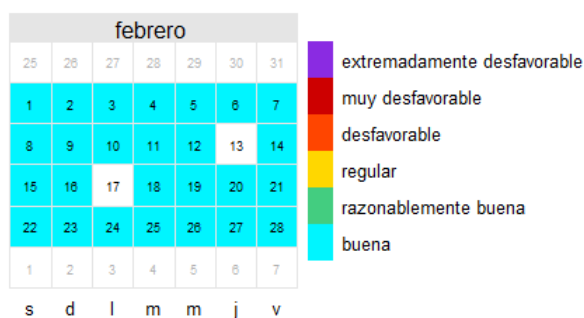 febrero
25 26 27 28 29 30 31
1 2 3 4 5 6 7
8 9 10 11 12 13 14
15 16 17 18 19 20 21
22 23 24 25 26 27 28
1 2 3 4 5 6 7
s d l m m j v
extremadamente desfavorable
muy desfavorable
desfavorable
regular
razonablemente buena
buena